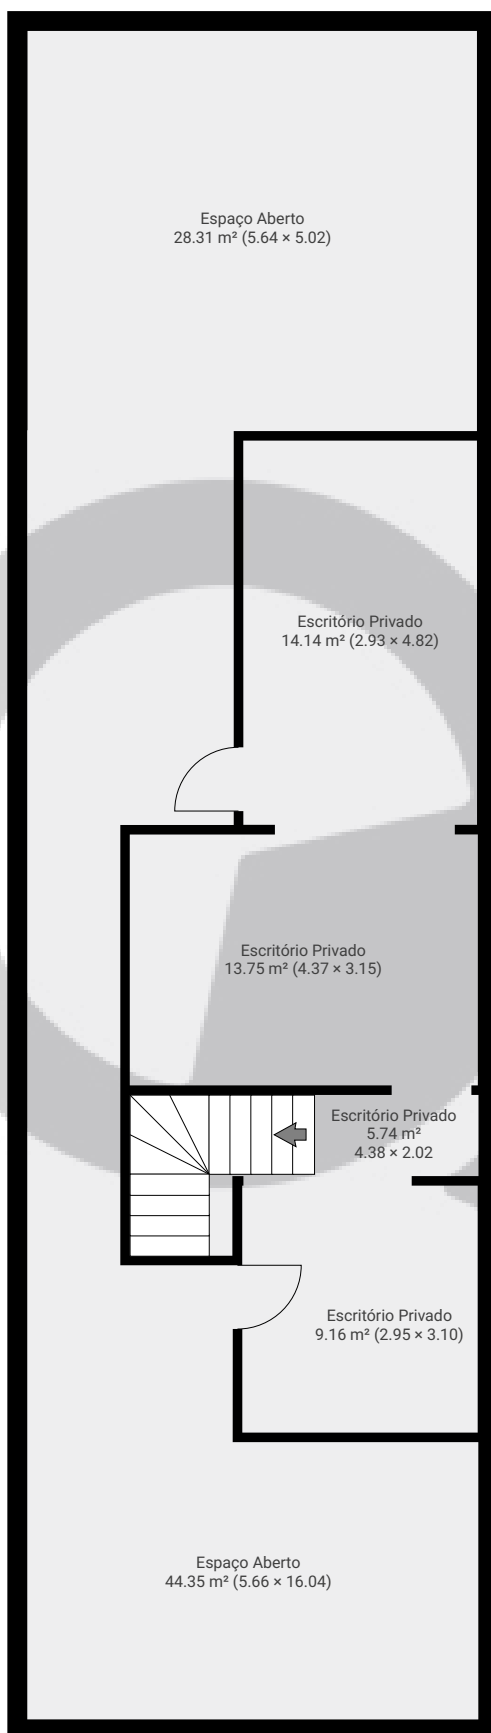 Espaço Aberto
28.31 m² (5.64 × 5.02)
Escritório Privado
14.14 m² (2.93 × 4.82)
Escritório Privado
13.75 m² (4.37 × 3.15)
Escritório Privado
5.74 m²
4.38 × 2.02
Escritório Privado
9.16 m² (2.95 × 3.10)
Espaço Aberto
44.35 m² (5.66 × 16.04)